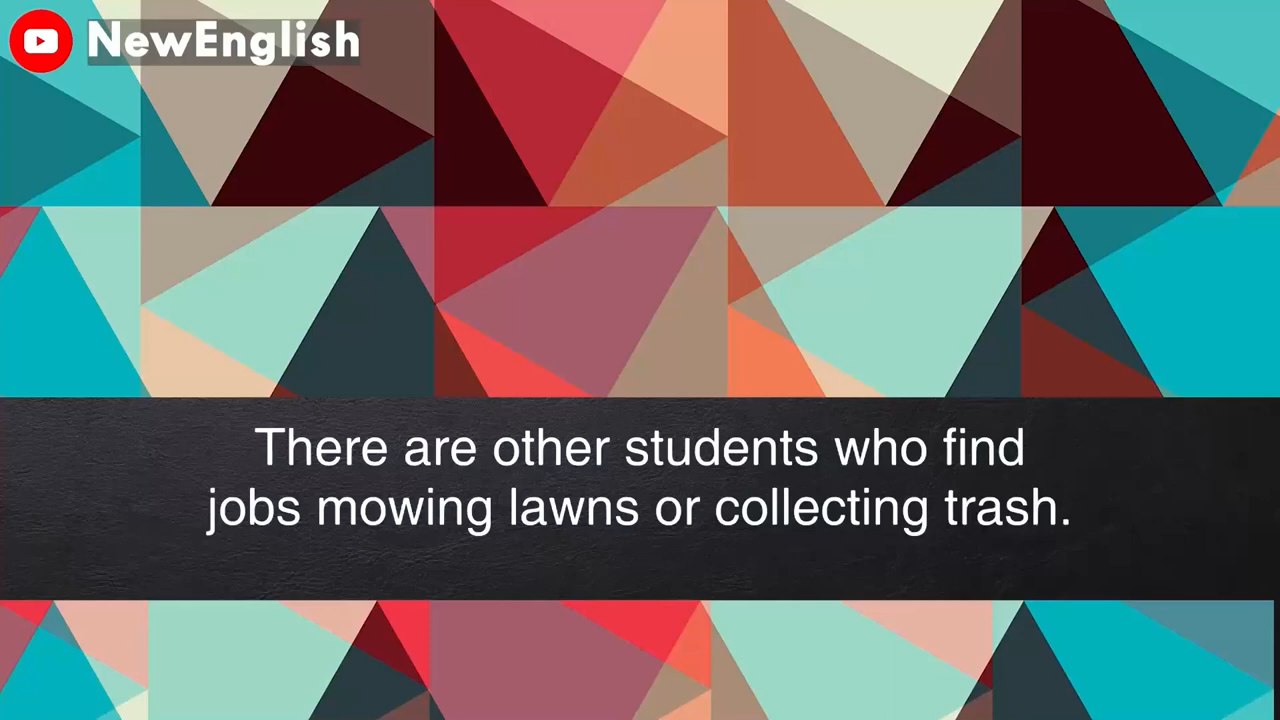 NewEnglish
There are other students who find
jobs mowing lawns or collecting trash.